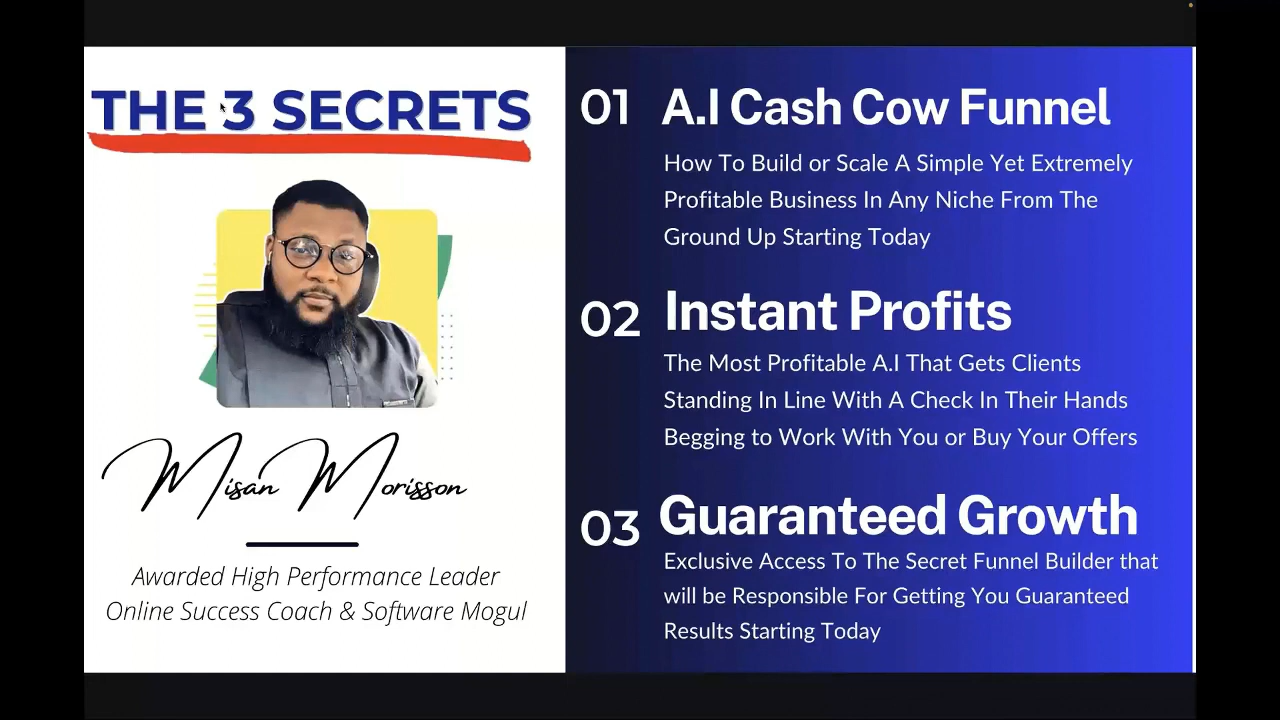 THE 3 SECRETS
Misan Morisson
Awarded High Performance Leader
Online Success Coach & Software Mogul
01 A.I Cash Cow Funnel
How To Build or Scale A Simple Yet Extremely
Profitable Business In Any Niche From The
Ground Up Starting Today
02 Instant Profits
The Most Profitable A.I That Gets Clients
Standing In Line With A Check In Their Hands
Begging to Work With You or Buy Your Offers
03 Guaranteed Growth
Exclusive Access To The Secret Funnel Builder that
will be Responsible For Getting You Guaranteed
Results Starting Today